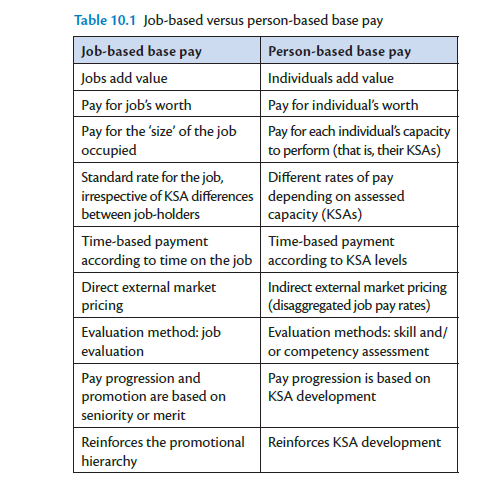 Table 10.1 Job-based versus person-based base pay
Job-based base pay
Person-based base pay
Jobs add value
Individuals add value
Pay for job's worth
Pay for individual's worth
Pay for the 'size' of the job
occupied
Pay for each individual's capacity
to perform (that is, their KSAs)
Standard rate for the job,
irrespective of KSA differences
between job-holders
Different rates of pay
depending on assessed
capacity (KSAs)
Time-based payment
according to time on the job
Time-based payment
according to KSA levels
Direct external market
pricing
Indirect external market pricing
(disaggregated job pay rates)
Evaluation method: job
evaluation
Evaluation methods: skill and/
or competency assessment
Pay progression and
promotion are based on
seniority or merit
Pay progression is based on
KSA development
Reinforces the promotional
hierarchy
Reinforces KSA development